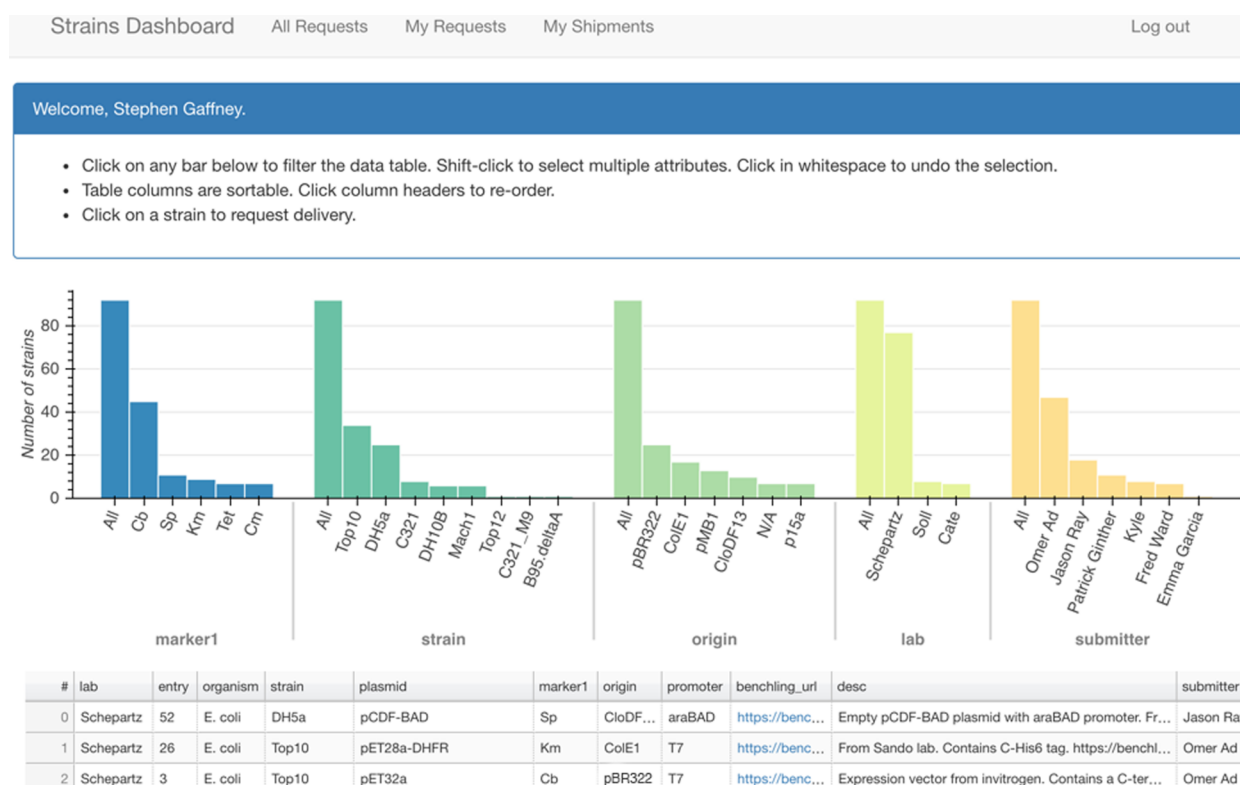 Strains Dashboard All Requests My Requests My Shipments Log out
Welcome, Stephen Gaffney.
• Click on any bar below to filter the data table. Shift-click to select multiple attributes. Click in whitespace to undo the selection.
• Table columns are sortable. Click column headers to re-order.
• Click on a strain to request delivery.
Number of strains
80
60
40
20
0
All Cb Sp Km Tet Cm
All Top10 DH5a C321 DH10B Mach1 Top12 C321_M9 B95.deltaA
All pBR322 ColE1 pMB1 CloDF13 N/A p15a
All Schepartz Soll Cate
All Omer Ad Jason Ray Patrick Ginther Kyle Fred Ward Emma Garcia
marker1 strain origin lab submitter
# lab entry organism strain plasmid marker1 origin promoter benchling_url desc submitter
0 Schepartz 52 E. coli DH5a pCDF-BAD Sp CloDF... araBAD https://benc... Empty pCDF-BAD plasmid with araBAD promoter. Fr... Jason Ra
1 Schepartz 26 E. coli Top10 pET28a-DHFR Km ColE1 T7 https://benc... From Sando lab. Contains C-His6 tag. https://benchl... Omer Ad
2 Schepartz 3 E. coli Top10 pET32a Cb pBR322 T7 https://benc... Expression vector from invitrogen. Contains a C-ter... Omer Ad